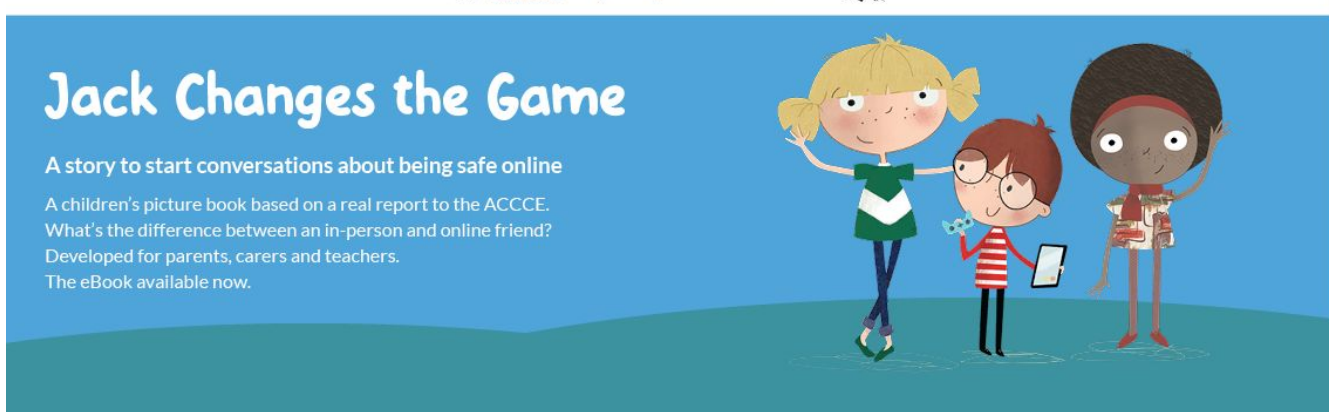 Jack Changes the Game
A story to start conversations about being safe online
A children's picture book based on a real report to the ACCCE.
What's the difference between an in-person and online friend?
Developed for parents, carers and teachers.
The eBook available now.